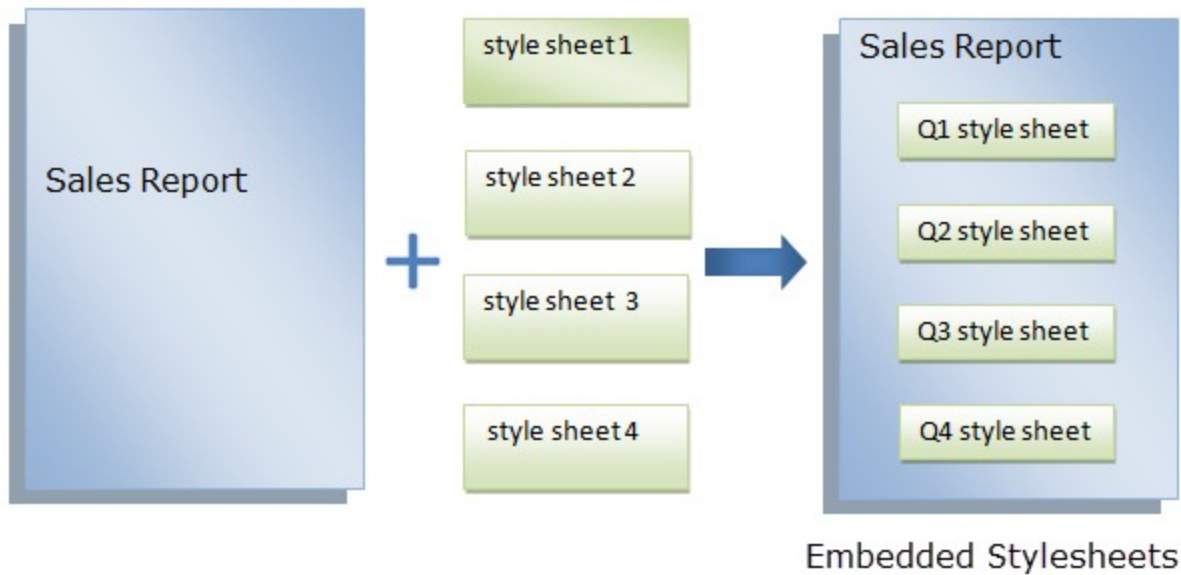 Sales Report
+
style sheet 1
style sheet 2
style sheet 3
style sheet 4
Sales Report
Q1 style sheet
Q2 style sheet
Q3 style sheet
Q4 style sheet
Embedded Stylesheets